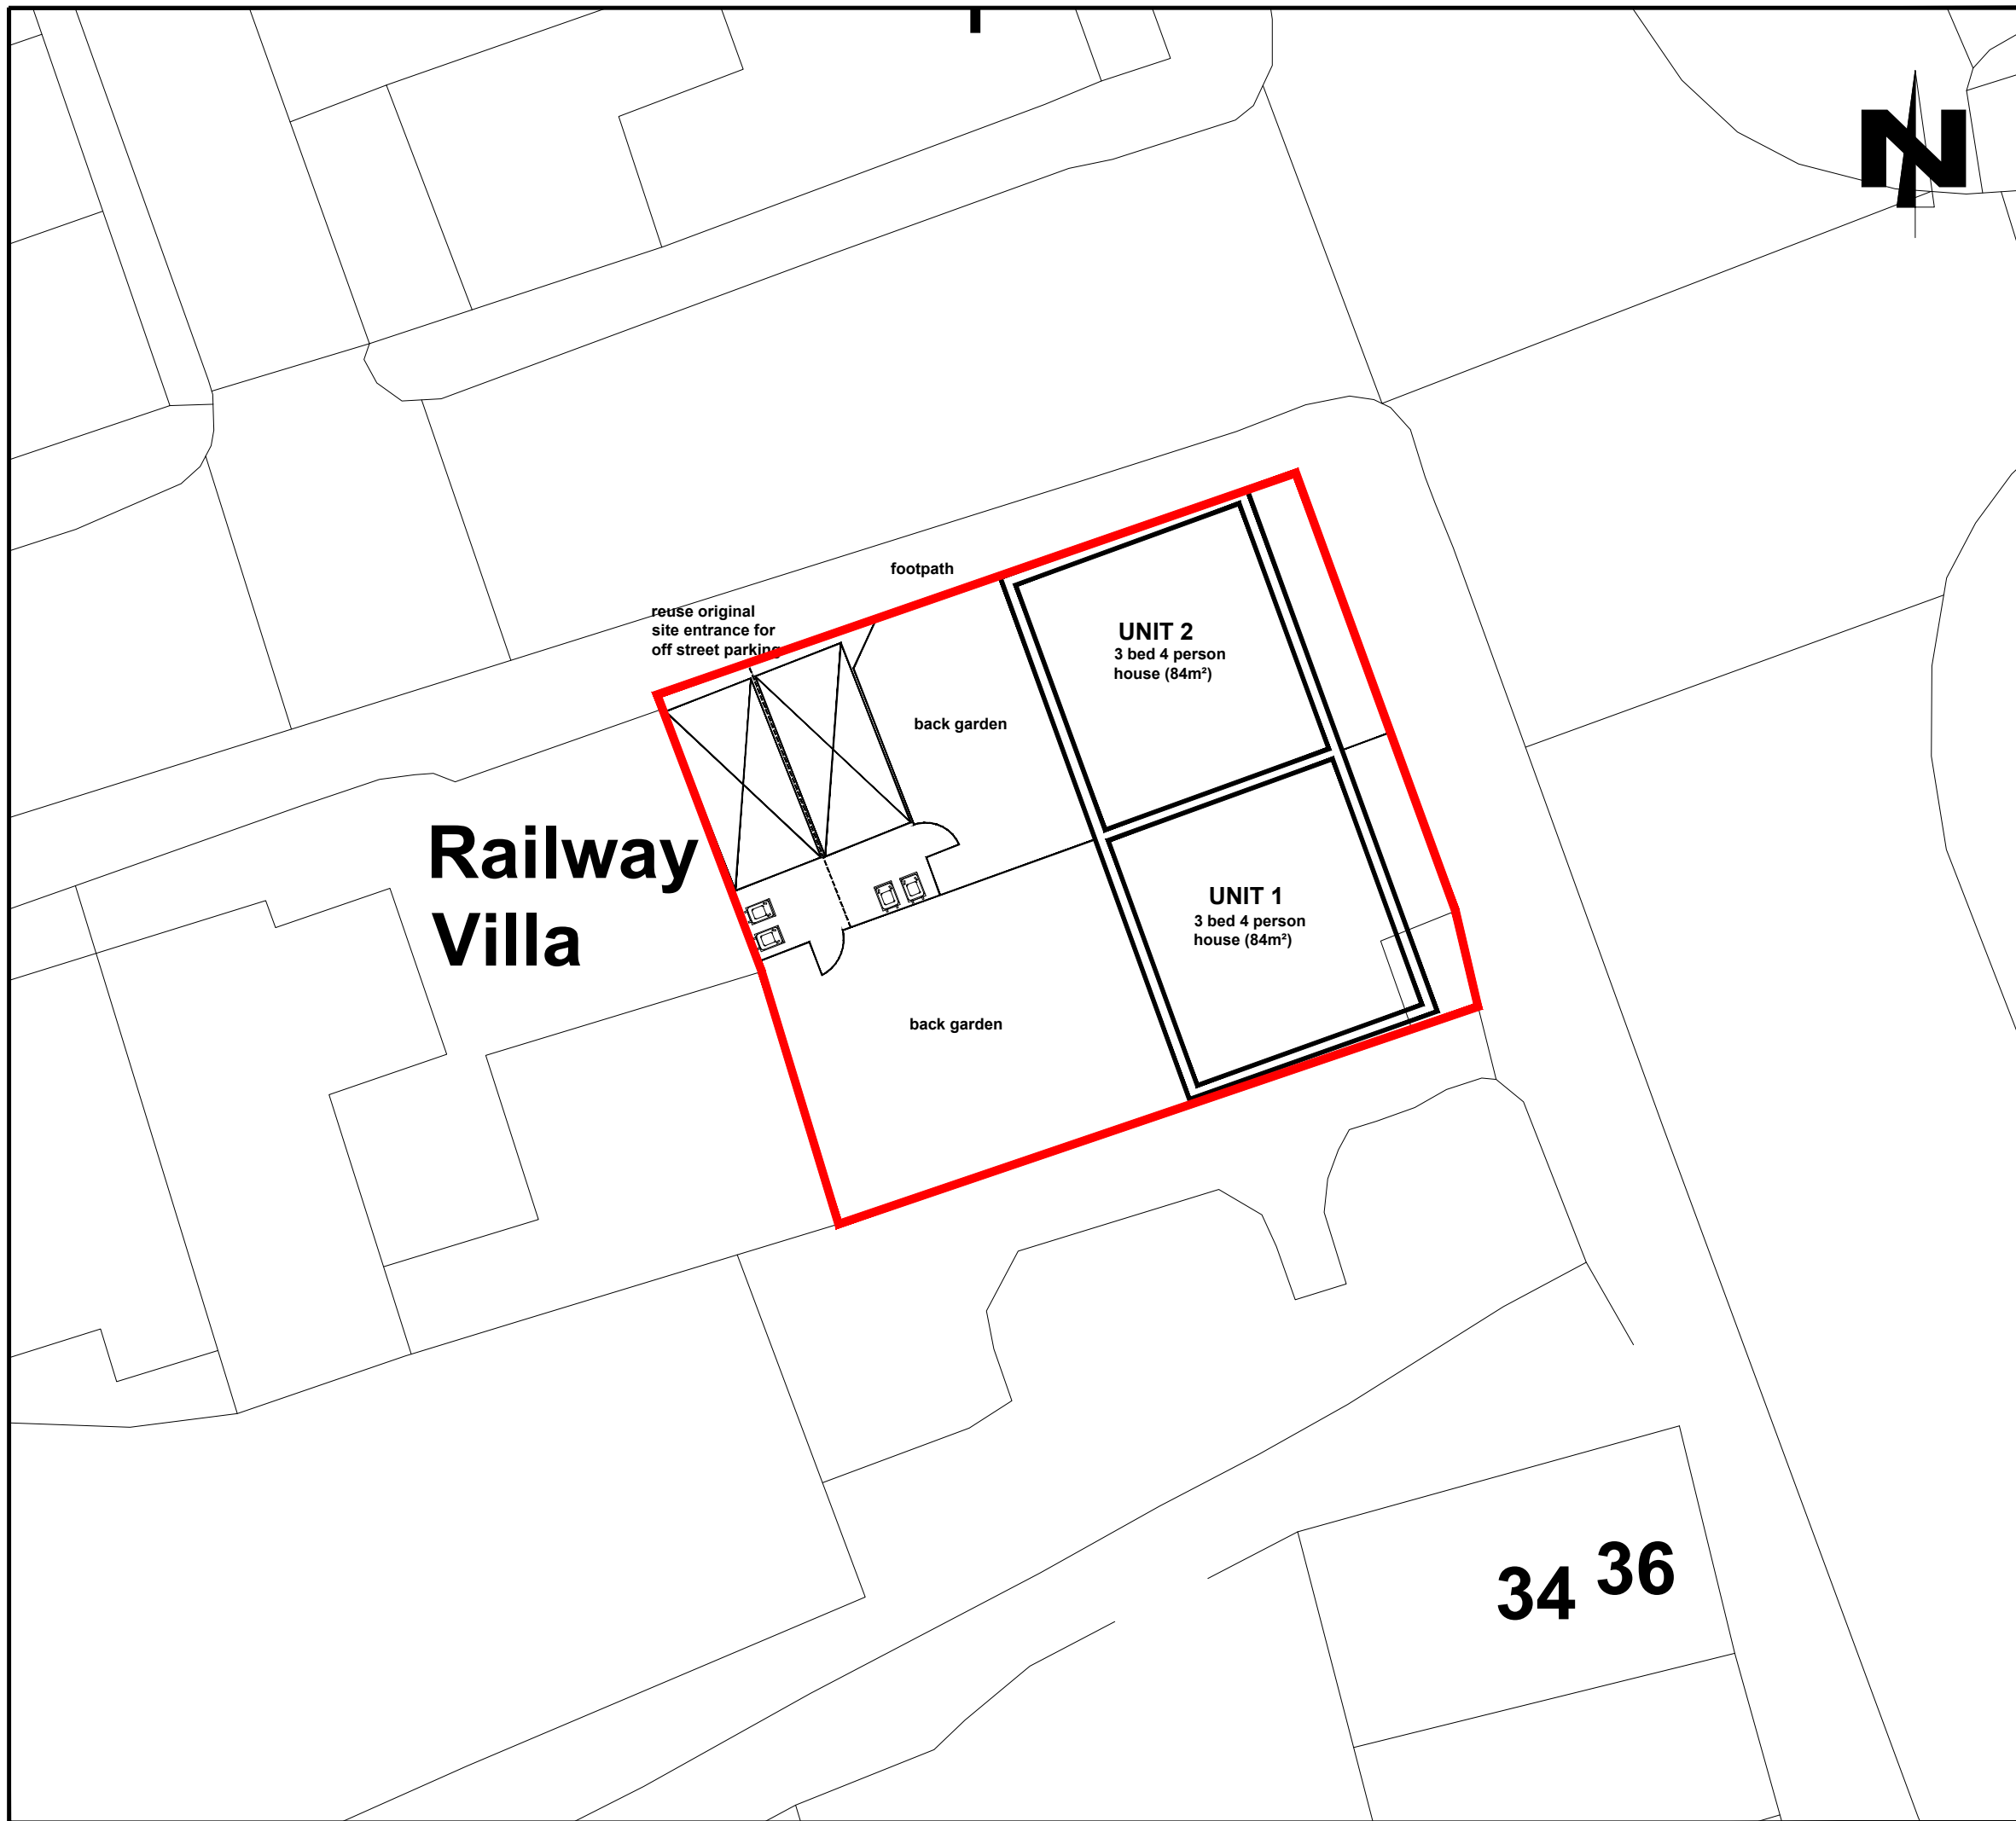 N
footpath
reuse original
site entrance for
off street parking
UNIT 2
3 bed 4 person
house (84m²)
back garden
Railway
Villa
UNIT 1
3 bed 4 person
house (84m²)
back garden
34 36